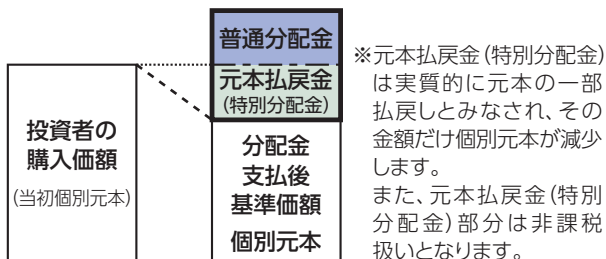 普通分配金
元本払戻金
(特別分配金)
投資者の
購入価額
(当初個別元本)
分配金
支払後
基準価額
個別元本
※元本払戻金(特別分配金)
は実質的に元本の一部
払戻しとみなされ、その
金額だけ個別元本が減少
します。
また、元本払戻金(特別
分配金)部分は非課税
扱いとなります。